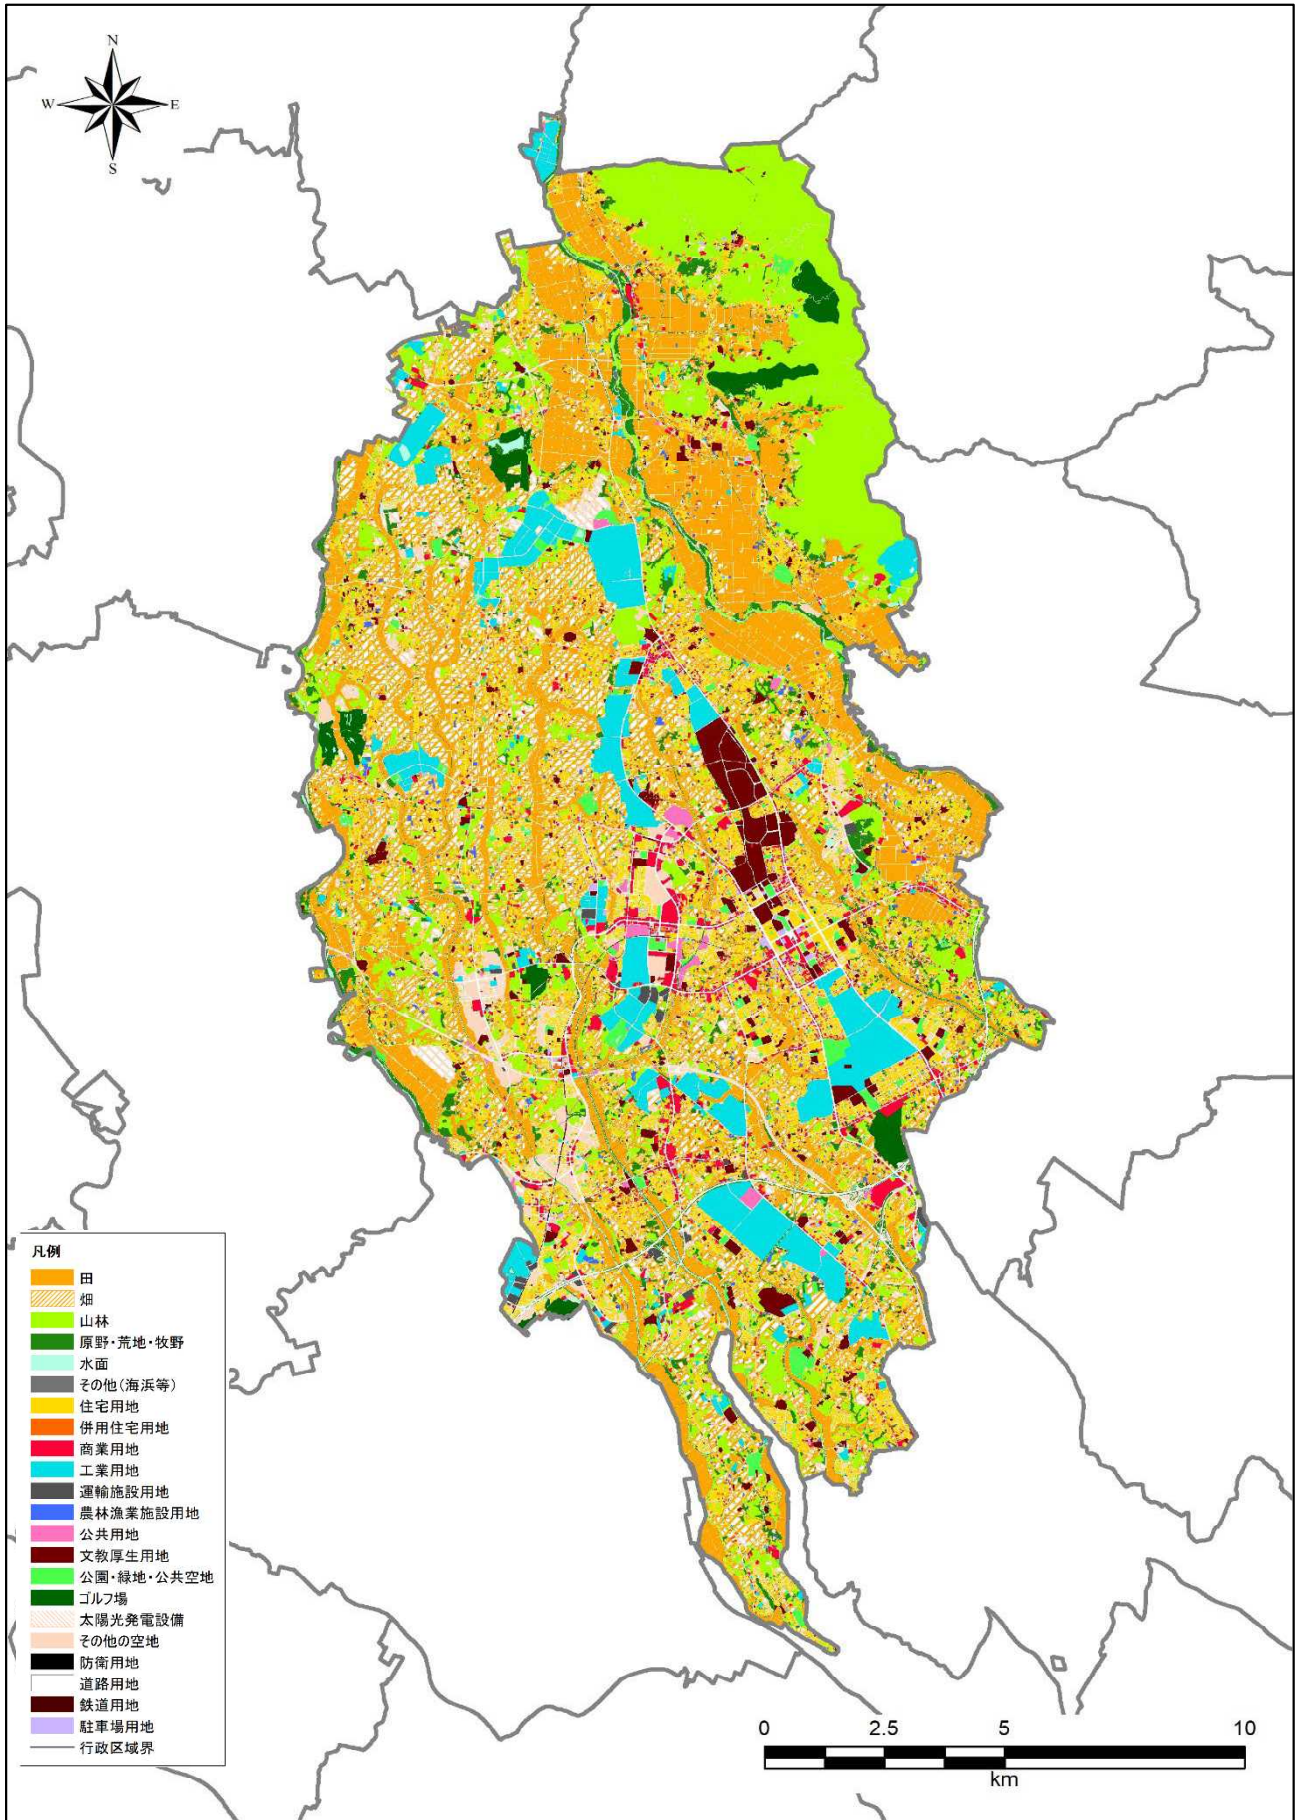 N
W
E
S
凡例
田
畑
山林
原野・荒地・牧野
水面
その他(海浜等)
住宅用地
併用住宅用地
商業用地
工業用地
運輸施設用地
農林漁業施設用地
公共用地
文教厚生用地
公園・緑地・公共空地
ゴルフ場
太陽光発電設備
その他の空地
防衛用地
道路用地
鉄道用地
駐車場用地
行政区域界
0 2.5 5 10
km